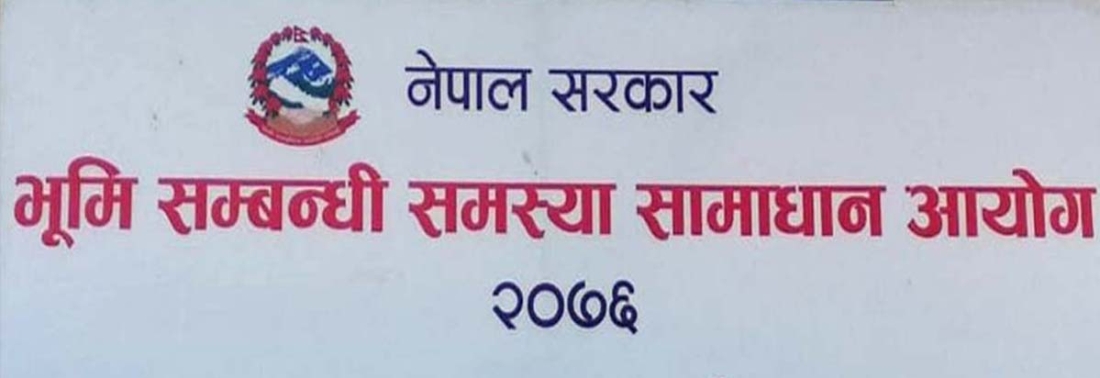 नेपाल सरकार
भूमि सम्बन्धी समस्या सामाधान आयोग
२०७६